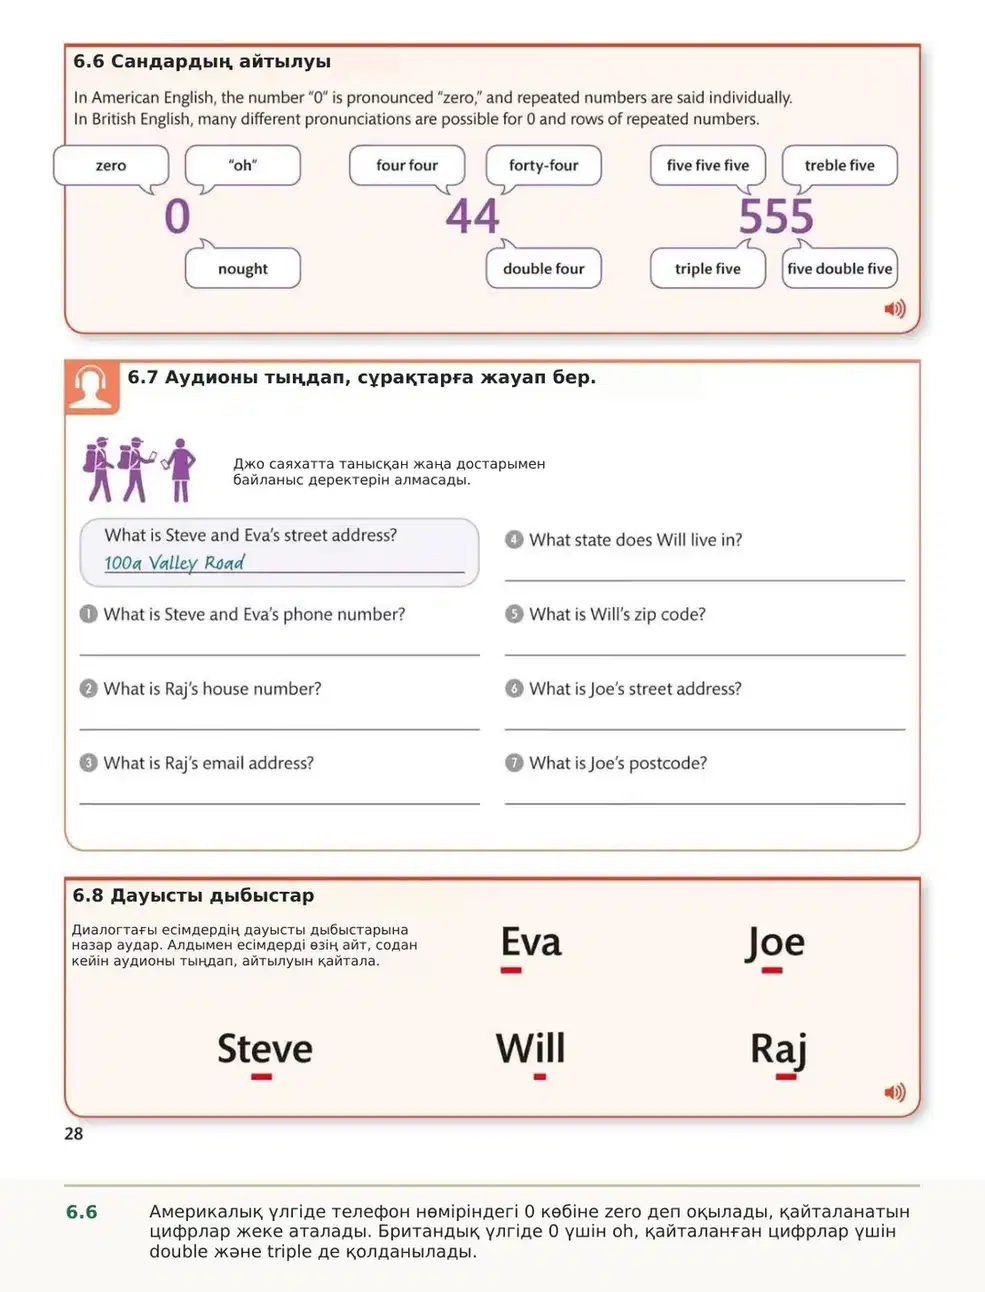 6.6 Сандардың айтылуы
In American English, the number “0” is pronounced “zero,” and repeated numbers are said individually.
In British English, many different pronunciations are possible for 0 and rows of repeated numbers.
zero
“oh”
0
nought
four four
forty-four
44
double four
five five five
treble five
555
triple five
five double five
6.7 Аудионы тыңдап, сұрақтарға жауап бер.
Джо саяхатта танысқан жаңа достарымен
байланыс деректерін алмасады.
What is Steve and Eva’s street address?
100a Valley Road
1 What is Steve and Eva’s phone number?
2 What is Raj’s house number?
3 What is Raj’s email address?
4 What state does Will live in?
5 What is Will’s zip code?
6 What is Joe’s street address?
7 What is Joe’s postcode?
6.8 Дауысты дыбыстар
Диалогтағы есімдердің дауысты дыбыстарына
назар аудар. Алдымен есімдерді өзің айт, содан
кейін аудионы тыңдап, айтылуын қайтала.
Eva
Joe
Steve
Will
Raj
28
6.6 Америкалық үлгіде телефон нөміріндегі 0 көбіне zero деп оқылады, қайталанатын
цифрлар жеке аталады. Британдық үлгіде 0 үшін oh, қайталанған цифрлар үшін
double және triple де қолданылады.